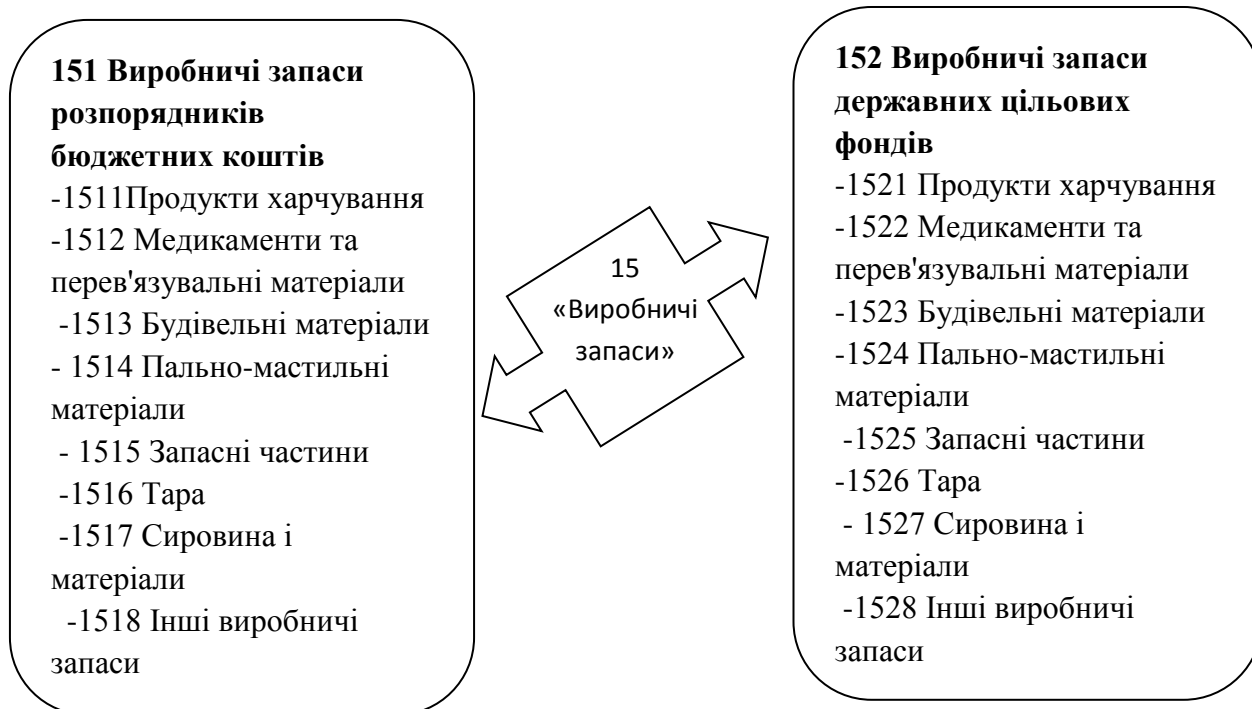 151 Виробничі запаси
розпорядників
бюджетних коштів
-1511Продукти харчування
-1512 Медикаменти та
перев'язувальні матеріали
-1513 Будівельні матеріали
- 1514 Пально-мастильні
матеріали
- 1515 Запасні частини
-1516 Тара
-1517 Сировина і
матеріали
-1518 Інші виробничі
запаси
15
«Виробничі
запаси»
152 Виробничі запаси
державних цільових
фондів
-1521 Продукти харчування
-1522 Медикаменти та
перев'язувальні матеріали
-1523 Будівельні матеріали
-1524 Пально-мастильні
матеріали
-1525 Запасні частини
-1526 Тара
- 1527 Сировина і
матеріали
-1528 Інші виробничі
запаси